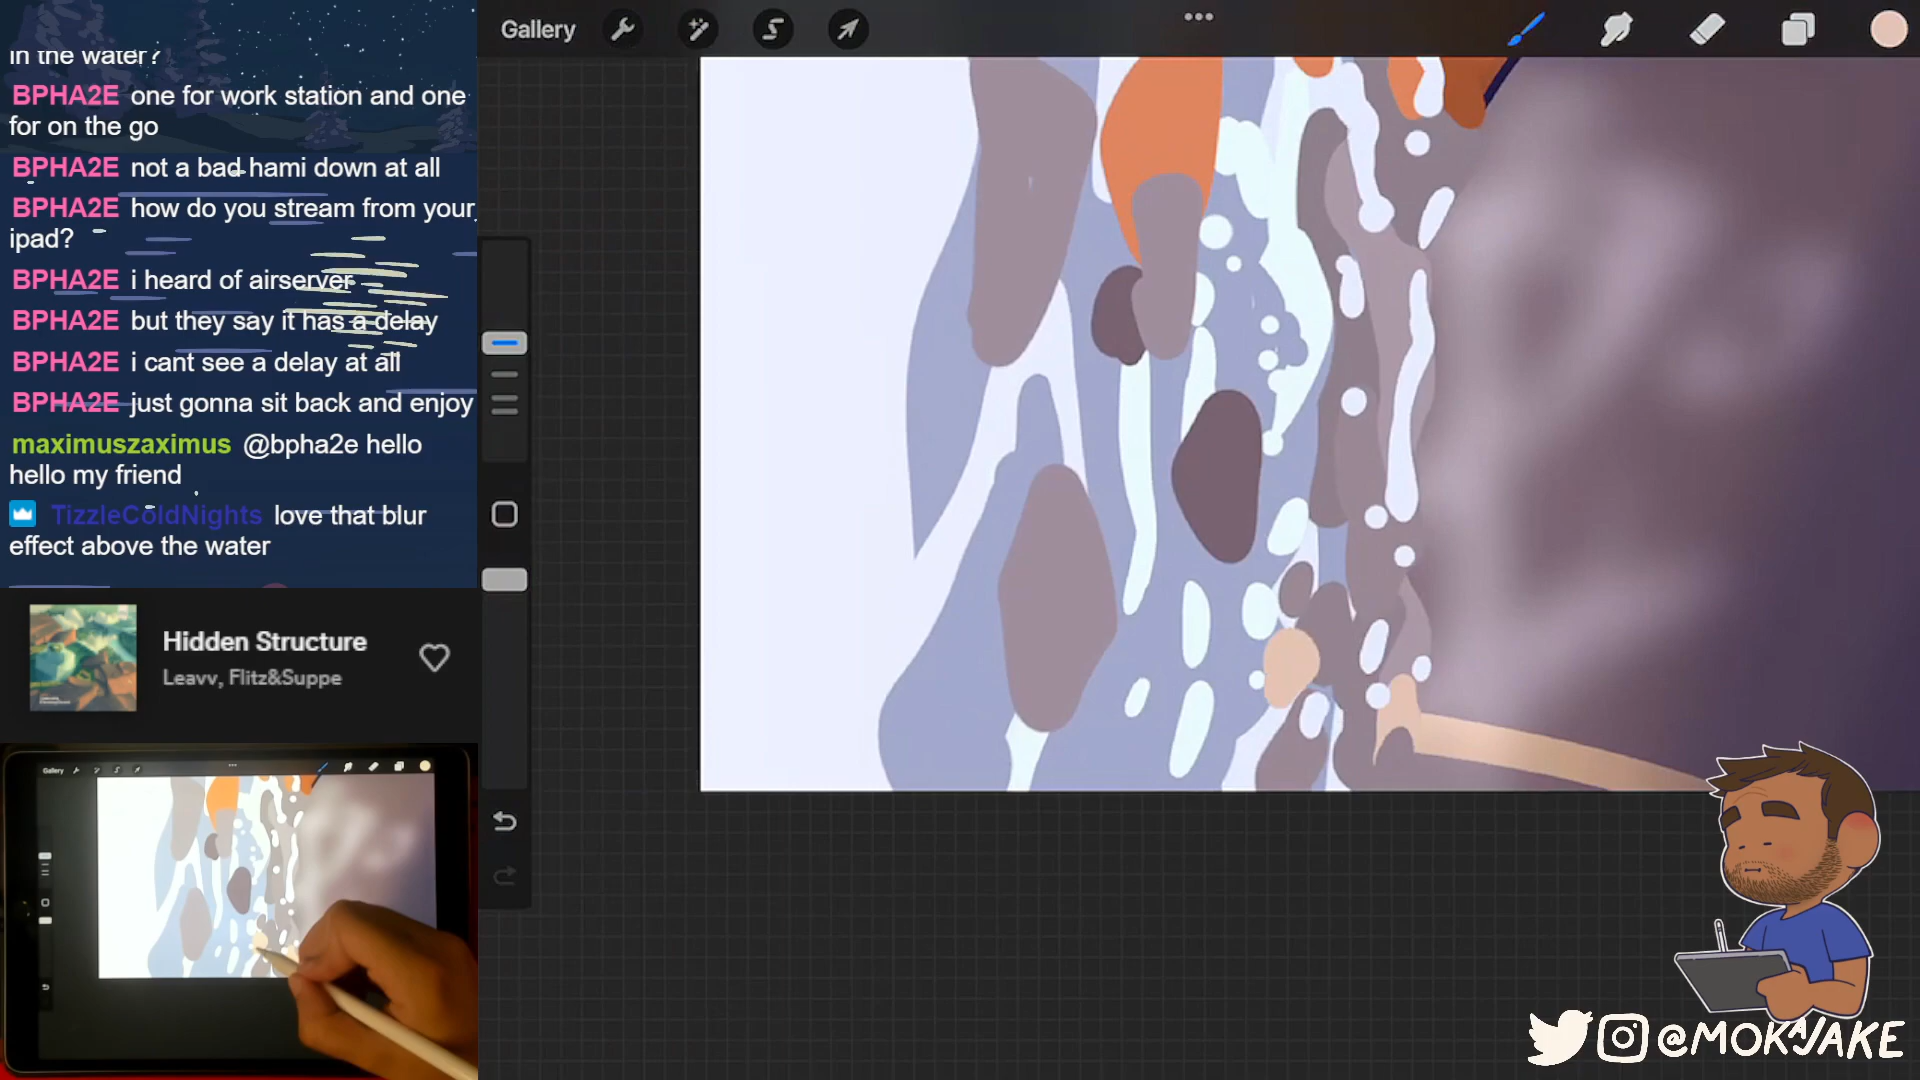 in the water?
BPHA2E one for work station and one
for on the go
BPHA2E not a bad hami down at all
BPHA2E how do you stream from your
ipad?
BPHA2E i heard of airserver
BPHA2E but they say it has a delay
BPHA2E i cant see a delay at all
BPHA2E just gonna sit back and enjoy
maximuszaximus @bpha2e hello
hello my friend
TizzleColdNights love that blur
effect above the water
Hidden Structure
Leavv, Flitz&Suppe
Gallery
Gallery
@MOKAJAKE